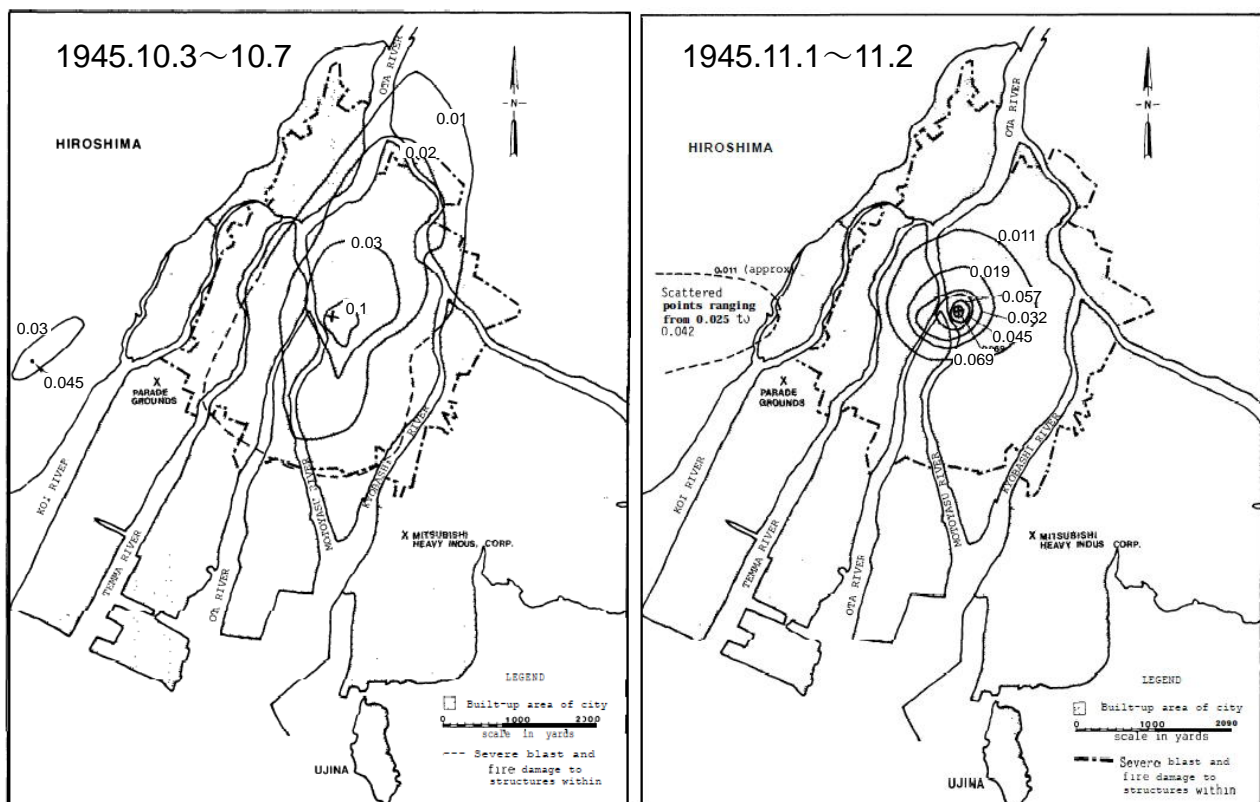 1945.10.3～10.7
OTA RIVER
N
HIROSHIMA
0.01
0.02
0.03
0.1
0.03
0.045
X
PARADE
GROUNDS
KOI RIVER
TEMMA RIVER
OTA RIVER
MOTOYASU RIVER
KYOBASHI RIVER
X MITSUBISHI
HEAVY INDUS. CORP.
LEGEND
Built-up area of city
0 1000 2000
scale in yards
Severe blast and
fire damage to
structures within
UJINA
1945.11.1～11.2
OTA RIVER
N
HIROSHIMA
0.011
0.019
0.057
0.032
0.045
0.069
0.011 (approx)
Scattered
points ranging
from 0.025 to
0.042
X
PARADE
GROUNDS
KOI RIVER
TEMMA RIVER
OTA RIVER
MOTOYASU RIVER
KYOBASHI RIVER
X MITSUBISHI
HEAVY INDUS CORP.
LEGEND
Built-up area of city
0 1000 2090
scale in yards
Severe blast and
fire damage to
structures within
UJINA